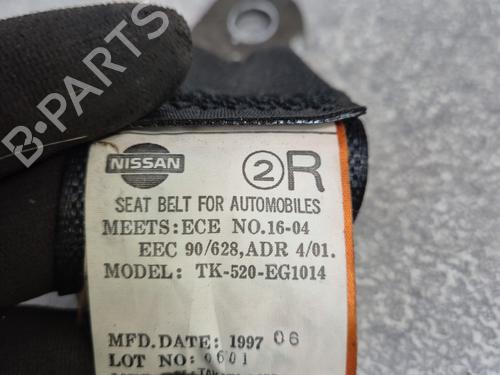 B-PARTS
NISSAN
2 R
SEAT BELT FOR AUTOMOBILES
MEETS:ECE NO.16-04
EEC 90/628,ADR 4/01.
MODEL: TK-520-EG1014
MFD.DATE: 1997 06
LOT NO: 0601